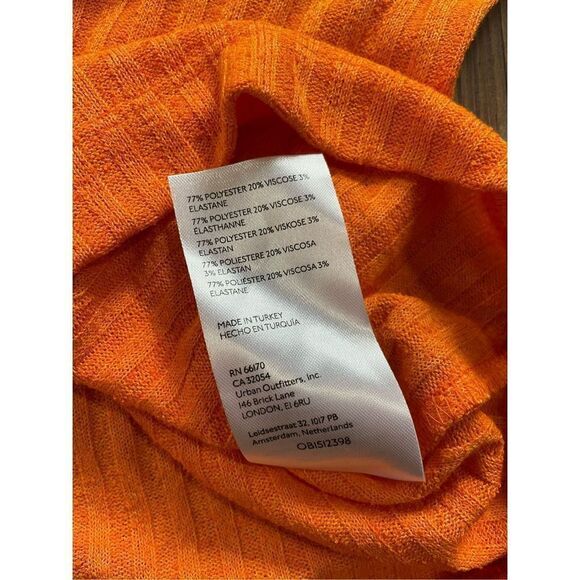 77% POLYESTER 20% VISCOSE 3%
ELASTANE
77% POLYESTER 20% VISCOSE 3%
ELASTHANNE
77% POLYESTER 20% VISKOSE 3%
ELASTAN
77% POLIESTERE 20% VISCOSA
3% ELASTAN
77% POLIÉSTER 20% VISCOSA 3%
ELASTANE
MADE IN TURKEY
HECHO EN TURQUÍA
RN 66170
CA 32054
Urban Outfitters, Inc.
146 Brick Lane
LONDON, E1 6RU
Leidsestraat 32, 1017 PB
Amsterdam, Netherlands
OB1512398